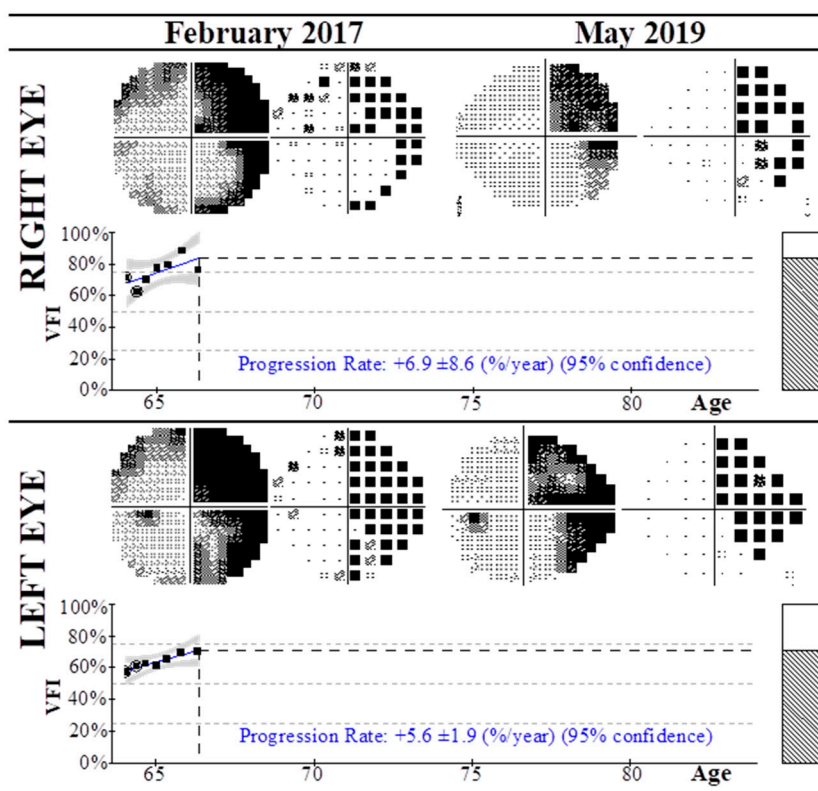 February 2017 May 2019
RIGHT EYE
100%
80%
60%
40%
20%
0%
VFI
Progression Rate: +6.9 ±8.6 (%/year) (95% confidence)
65 70 75 80 Age
LEFT EYE
100%
80%
60%
40%
20%
0%
VFI
Progression Rate: +5.6 ±1.9 (%/year) (95% confidence)
65 70 75 80 Age